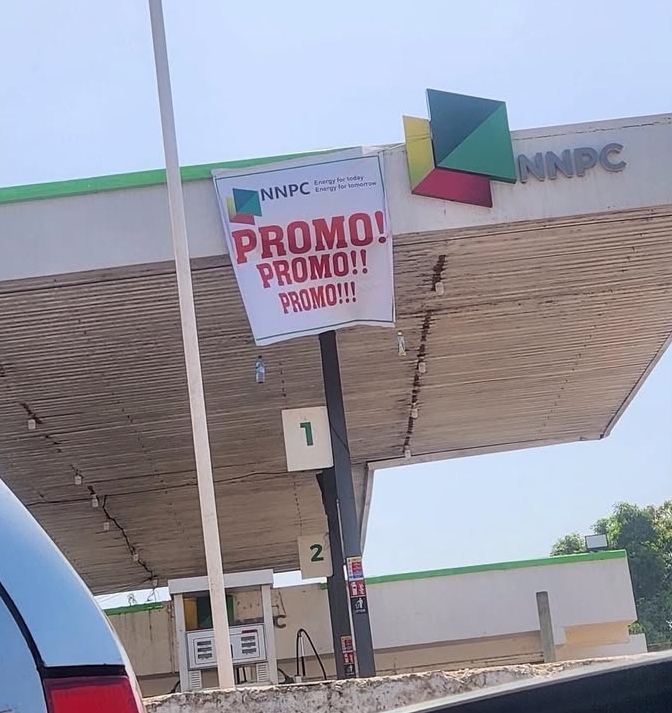 NNPC
NNPC
Energy for today
Energy for tomorrow
PROMO!
PROMO!!
PROMO!!!
1
2